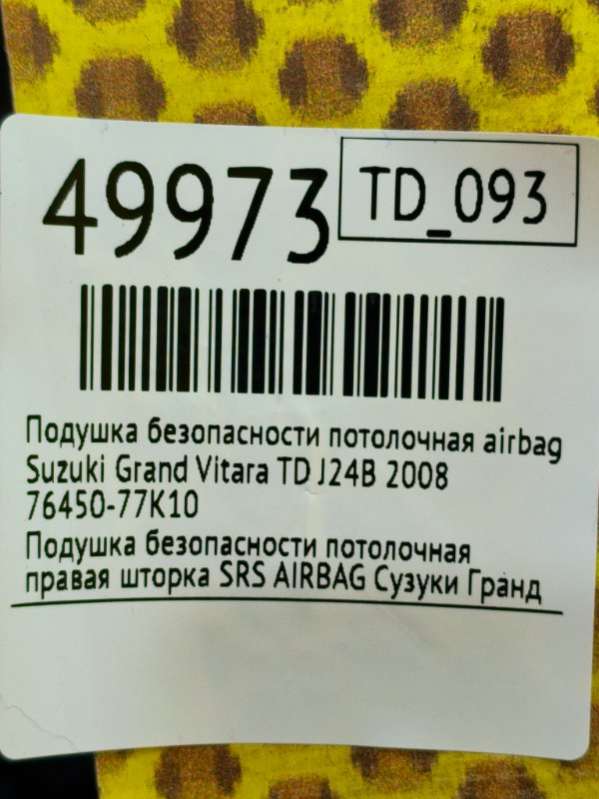 49973
TD_093
Подушка безопасности потолочная airbag
Suzuki Grand Vitara TD J24B 2008
76450-77K10
Подушка безопасности потолочная
правая шторка SRS AIRBAG Сузуки Гранд